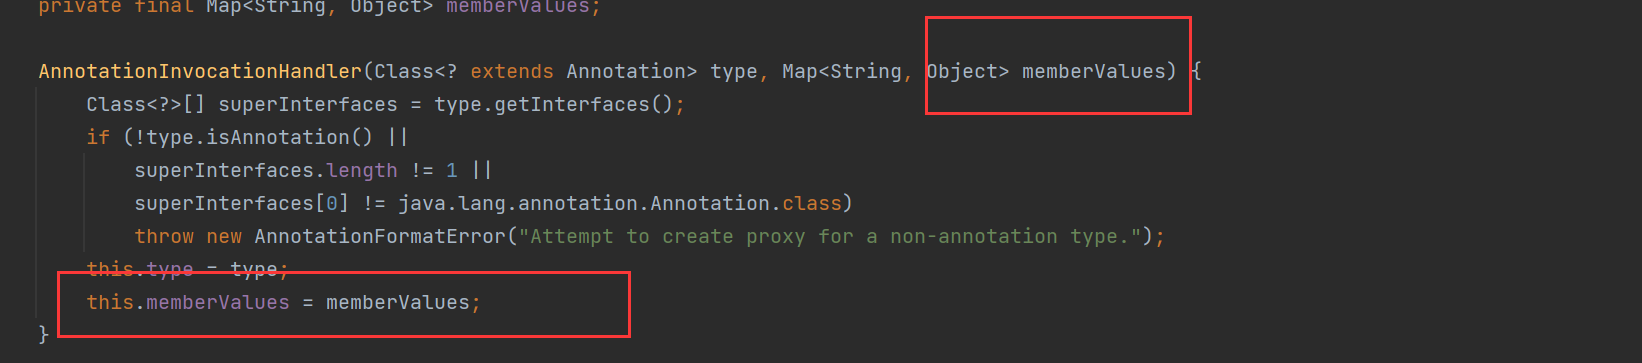 private final Map<String, Object> memberValues;
AnnotationInvocationHandler(Class<? extends Annotation> type, Map<String, Object> memberValues) {
Class<?>[] superInterfaces = type.getInterfaces();
if (!type.isAnnotation() ||
superInterfaces.length != 1 ||
superInterfaces[0] != java.lang.annotation.Annotation.class)
throw new AnnotationFormatError("Attempt to create proxy for a non-annotation type.");
this.type = type;
this.memberValues = memberValues;
}